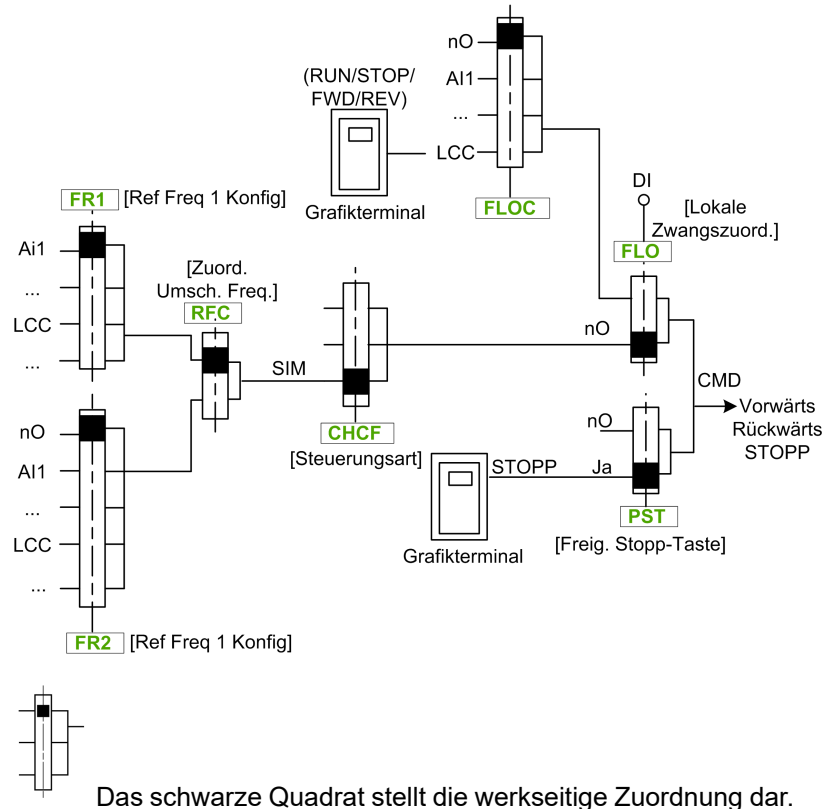 nO
AI1
...
LCC
FLOC
(RUN/STOP/
FWD/REV)
Grafikterminal
FR1 [Ref Freq 1 Konfig]
Ai1
...
LCC
...
[Zuord.
Umsch. Freq.]
RFC
SIM
nO
AI1
...
LCC
...
FR2 [Ref Freq 1 Konfig]
CHCF
[Steuerungsart]
DI
[Lokale
Zwangszuord.]
FLO
nO
CMD
Vorwärts
Rückwärts
STOPP
nO
STOPP
Ja
Grafikterminal
PST
[Freig. Stopp-Taste]
Das schwarze Quadrat stellt die werkseitige Zuordnung dar.